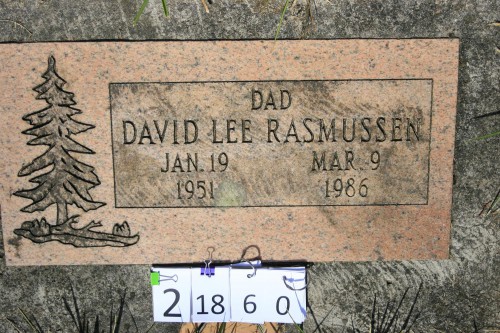 DAD
DAVID LEE RASMUSSEN
JAN. 19 MAR. 9
1951 1986
2 18 6 0